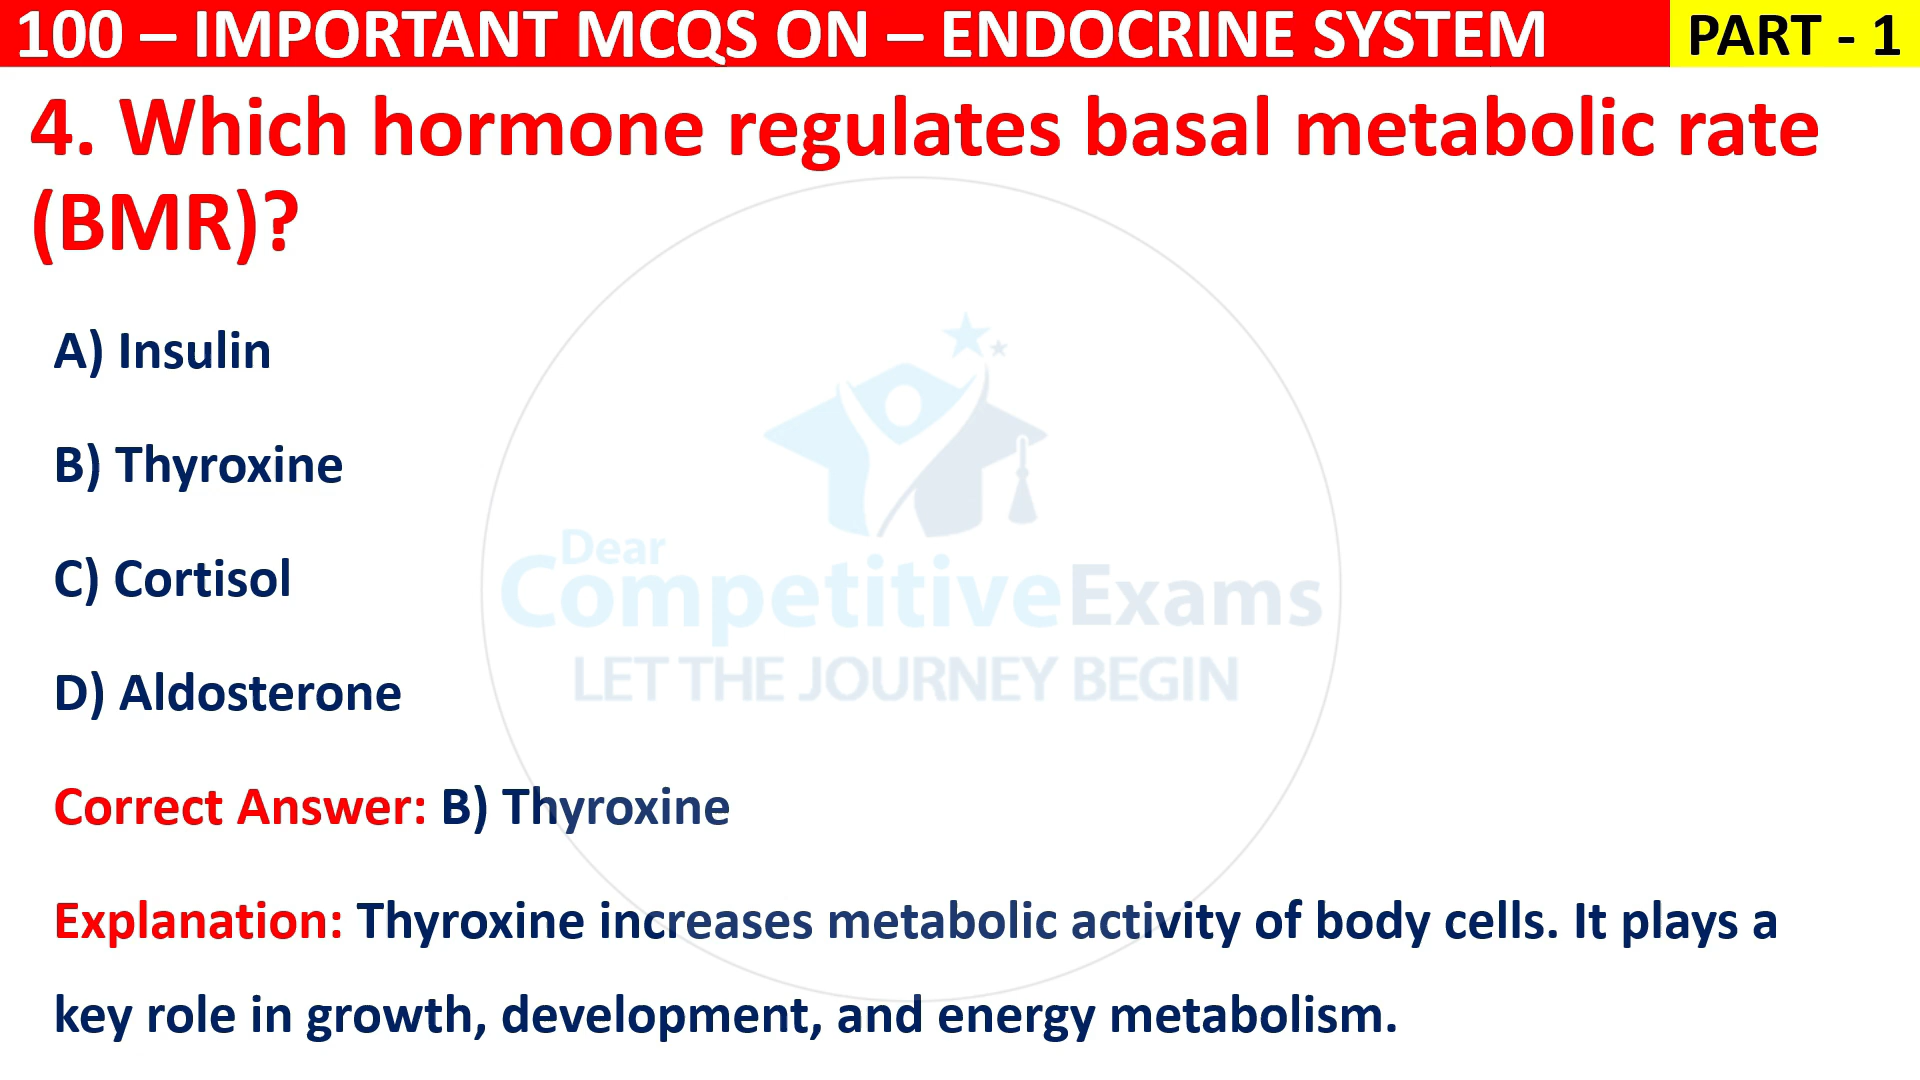 100 – IMPORTANT MCQS ON – ENDOCRINE SYSTEM
PART - 1
4. Which hormone regulates basal metabolic rate
(BMR)?
A) Insulin
B) Thyroxine
C) Cortisol
D) Aldosterone
Dear
CompetitiveExams
LET THE JOURNEY BEGIN
Correct Answer: B) Thyroxine
Explanation: Thyroxine increases metabolic activity of body cells. It plays a
key role in growth, development, and energy metabolism.